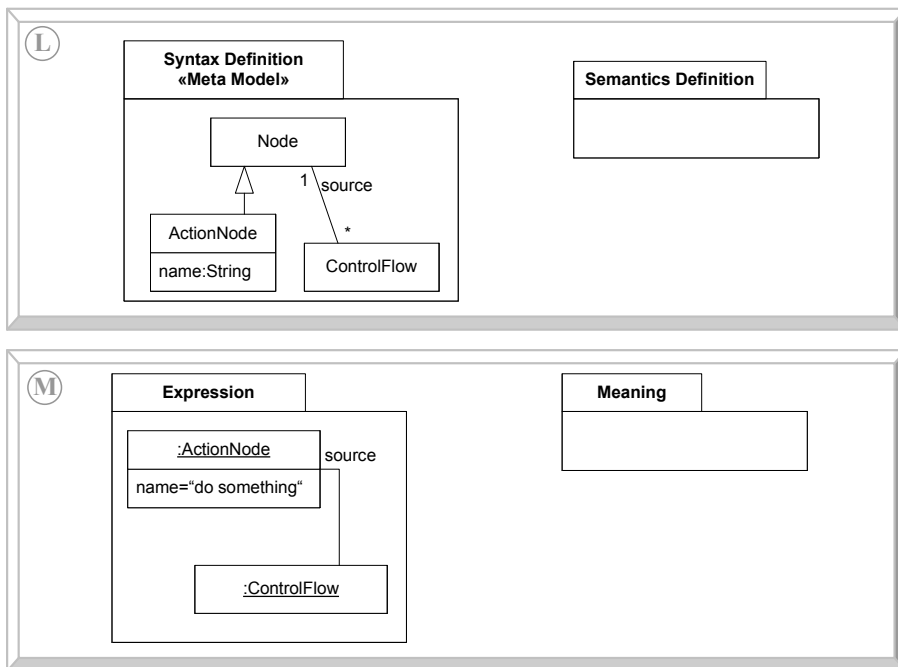 L
Syntax Definition
«Meta Model»
Semantics Definition
Node
1
source
*
ActionNode
name:String
ControlFlow
M
Expression
Meaning
:ActionNode
source
name=“do something“
:ControlFlow